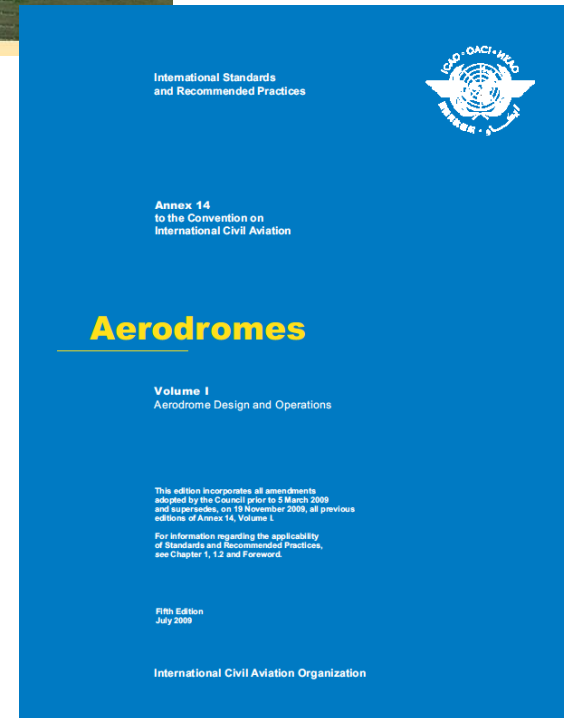 International Standards
and Recommended Practices
ICAO · OACI · ИКАО
Annex 14
to the Convention on
International Civil Aviation
Aerodromes
Volume I
Aerodrome Design and Operations
This edition incorporates all amendments
adopted by the Council prior to 5 March 2009
and supersedes, on 19 November 2009, all previous
editions of Annex 14, Volume I.
For information regarding the applicability
of Standards and Recommended Practices,
see Chapter 1, 1.2 and Foreword.
Fifth Edition
July 2009
International Civil Aviation Organization